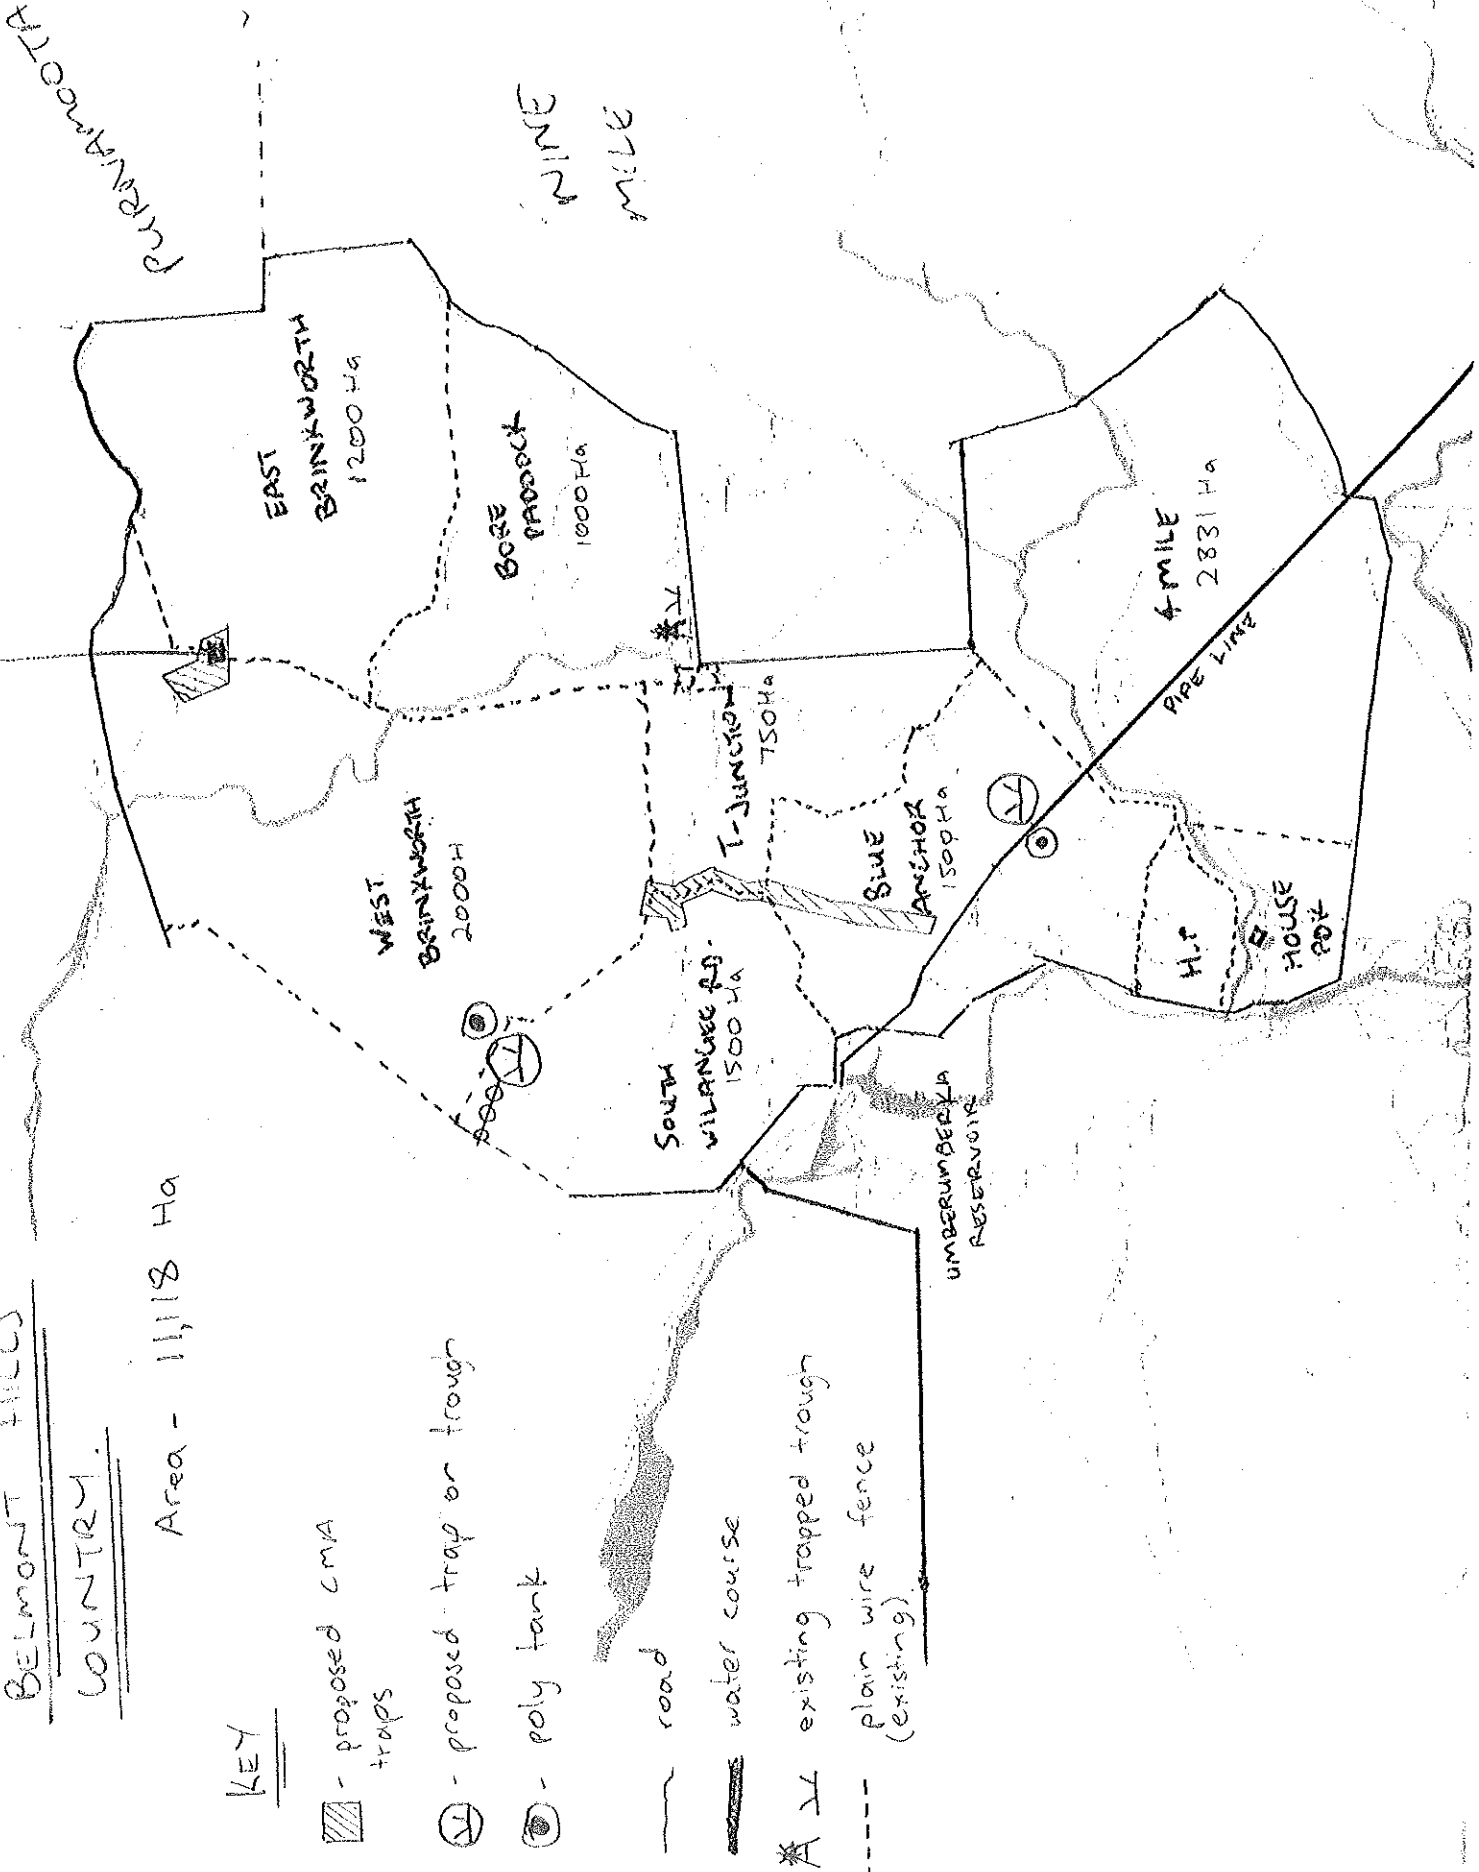 BELMONT HILLS
COUNTRY.
Area - 11,118 Ha
KEY
- proposed CMA
traps
- proposed trap or trough
- poly tank
road
water course
existing trapped trough
plain wire fence
(existing)
PURNAMOOTA
NINE
MILE
EAST
BRINKWORTH
1200 Ha
BORE
PADDOCK
1000 Ha
WEST
BRINKWORTH
2000H
T-JUNCTION
750 Ha
SOUTH
WILANGEE RD.
1500 Ha
BLUE
ANCHOR
1500 Ha
4 MILE
2831 Ha
PIPE LINE
HUT
HOUSE
PDK
UMBERUMBERKA
RESERVOIR